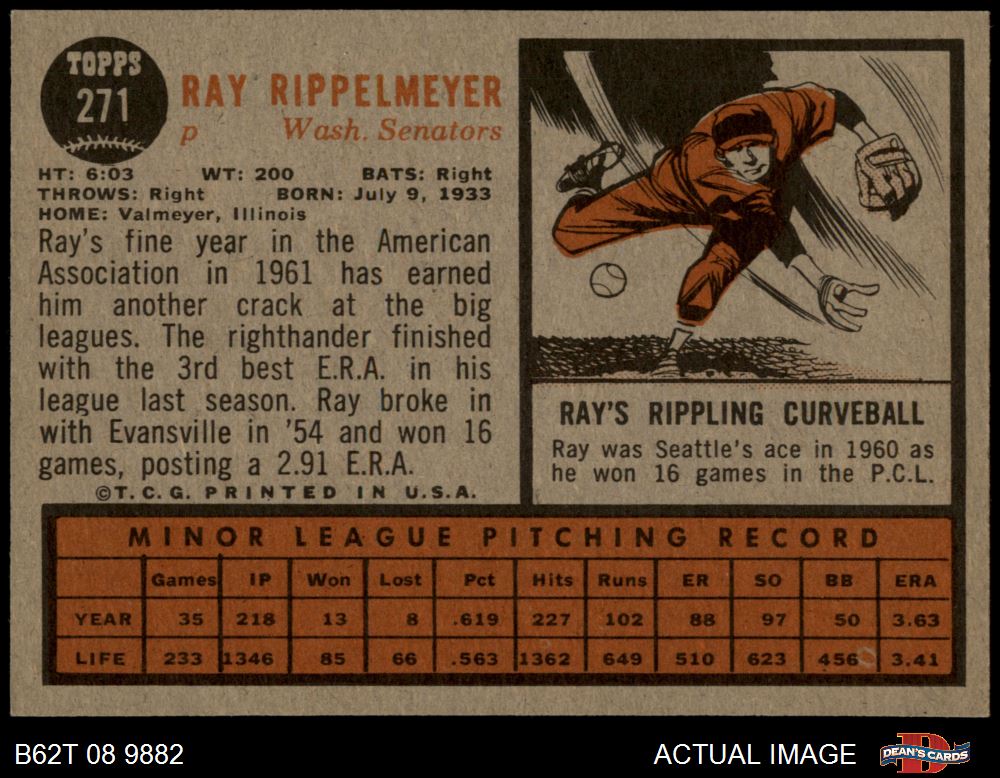 TOPPS
271
RAY RIPPELMEYER
p Wash. Senators
HT: 6:03 WT: 200 BATS: Right
THROWS: Right BORN: July 9, 1933
HOME: Valmeyer, Illinois
Ray's fine year in the American
Association in 1961 has earned
him another crack at the big
leagues. The righthander finished
with the 3rd best E.R.A. in his
league last season. Ray broke in
with Evansville in '54 and won 16
games, posting a 2.91 E.R.A.
©T.C.G. PRINTED IN U.S.A.
RAY'S RIPPLING CURVEBALL
Ray was Seattle's ace in 1960 as
he won 16 games in the P.C.L.
MINOR LEAGUE PITCHING RECORD
Games IP Won Lost Pct Hits Runs ER SO BB ERA
YEAR 35 218 13 8 .619 227 102 88 97 50 3.63
LIFE 233 1346 85 66 .563 1362 649 510 623 456 3.41
B62T 08 9882
ACTUAL IMAGE
DEAN'S CARDS